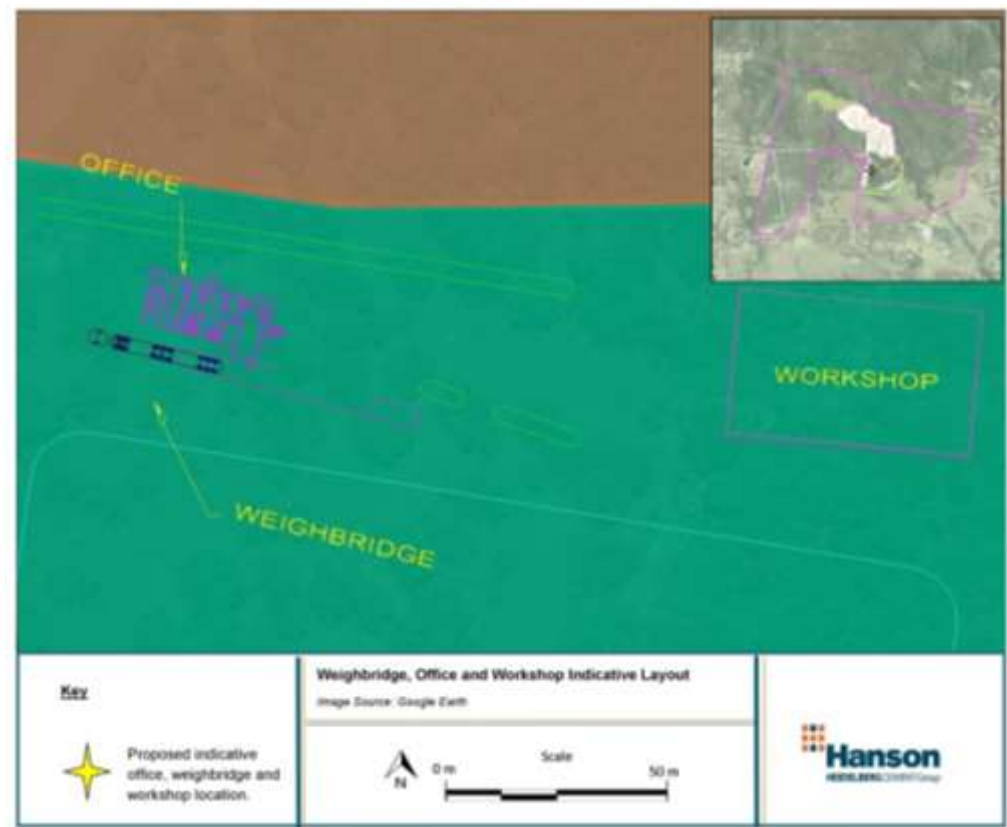 OFFICE
WORKSHOP
WEIGHBRIDGE
Key
Proposed indicative
office, weighbridge and
workshop location.
Weighbridge, Office and Workshop Indicative Layout
Image Source: Google Earth
N
0 m
Scale
50 m
Hanson
HEIDELBERGCEMENTGroup